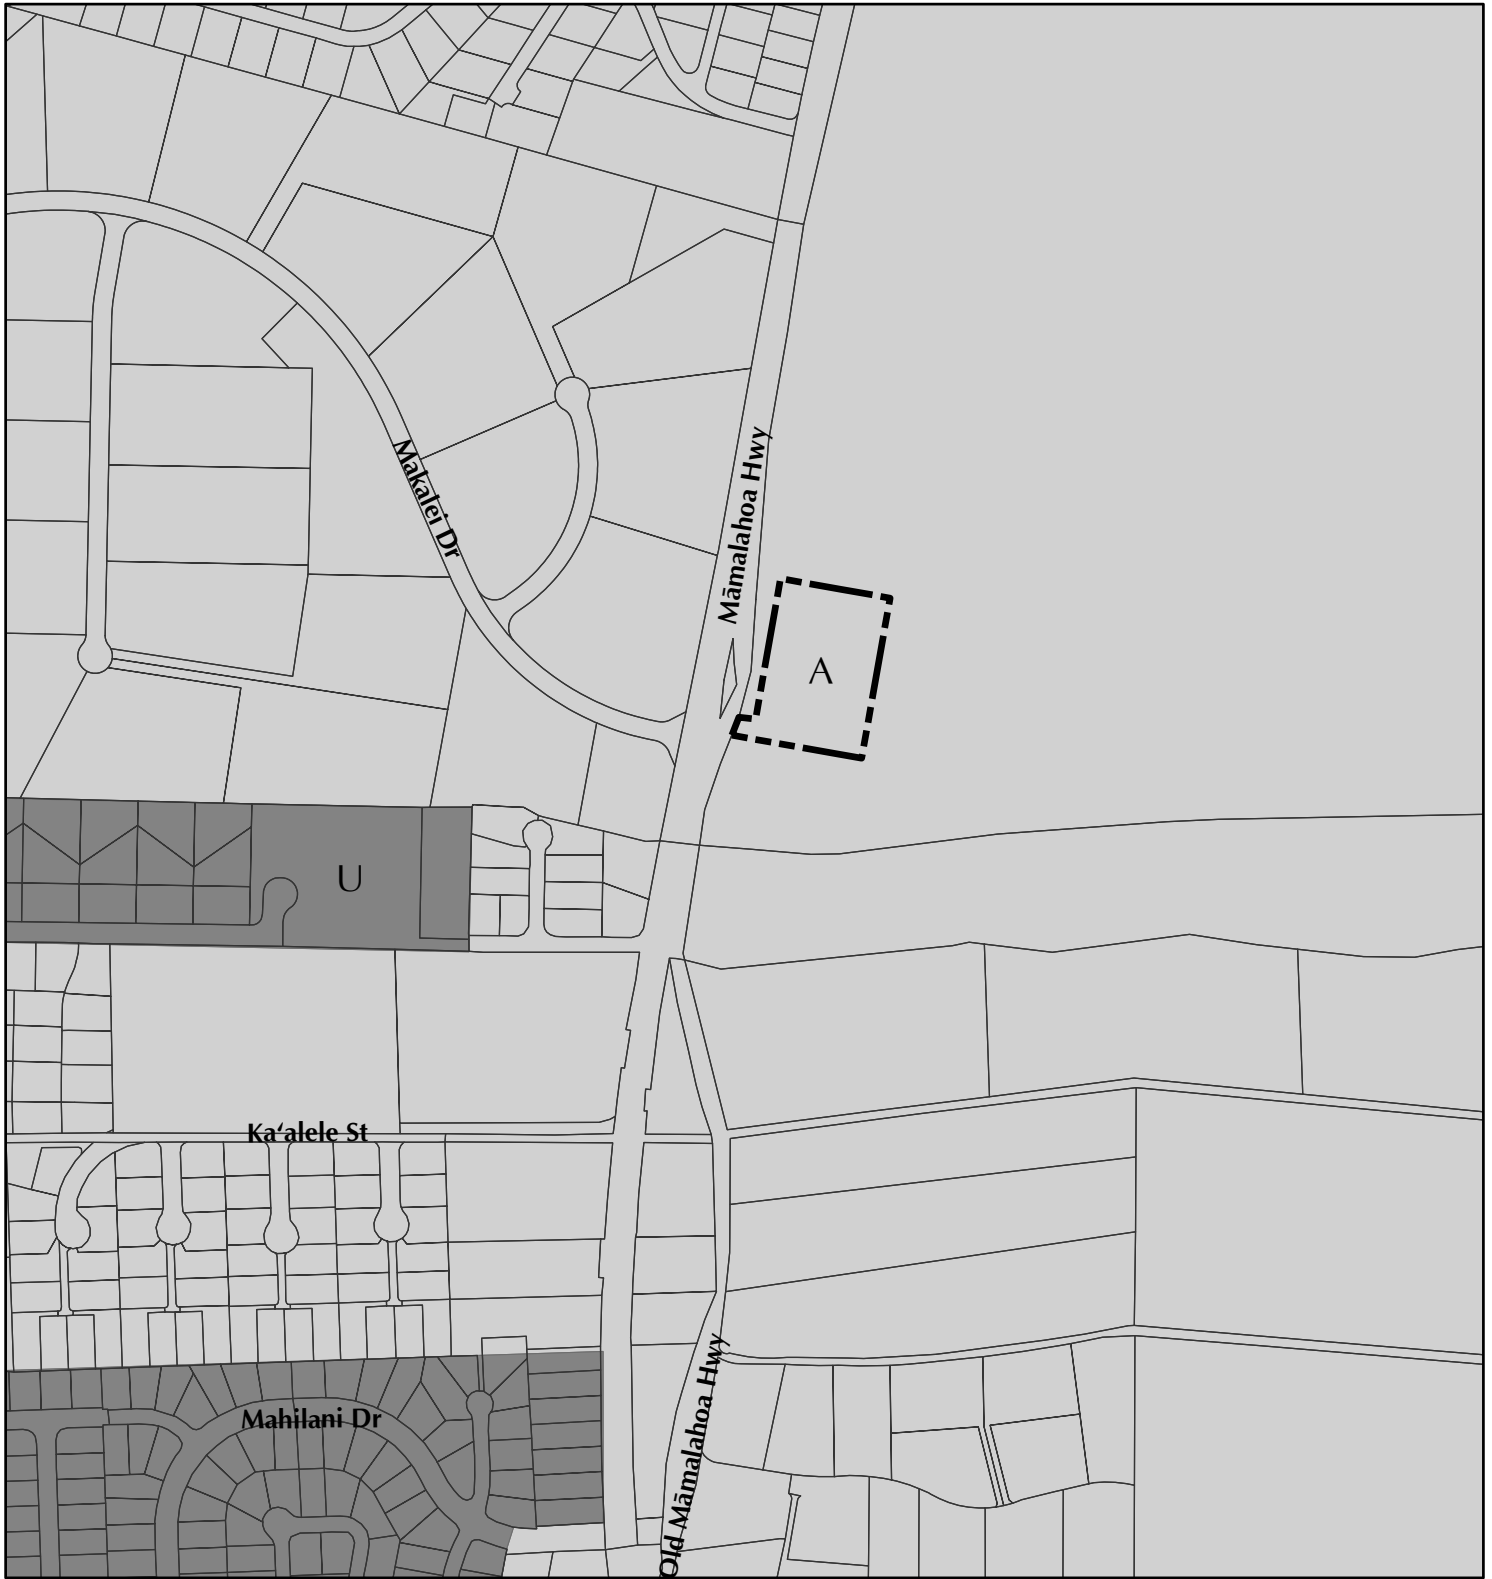 Makalei Dr
Māmalahoa Hwy
A
U
Ka‘alele St
Mahilani Dr
Old Māmalahoa Hwy